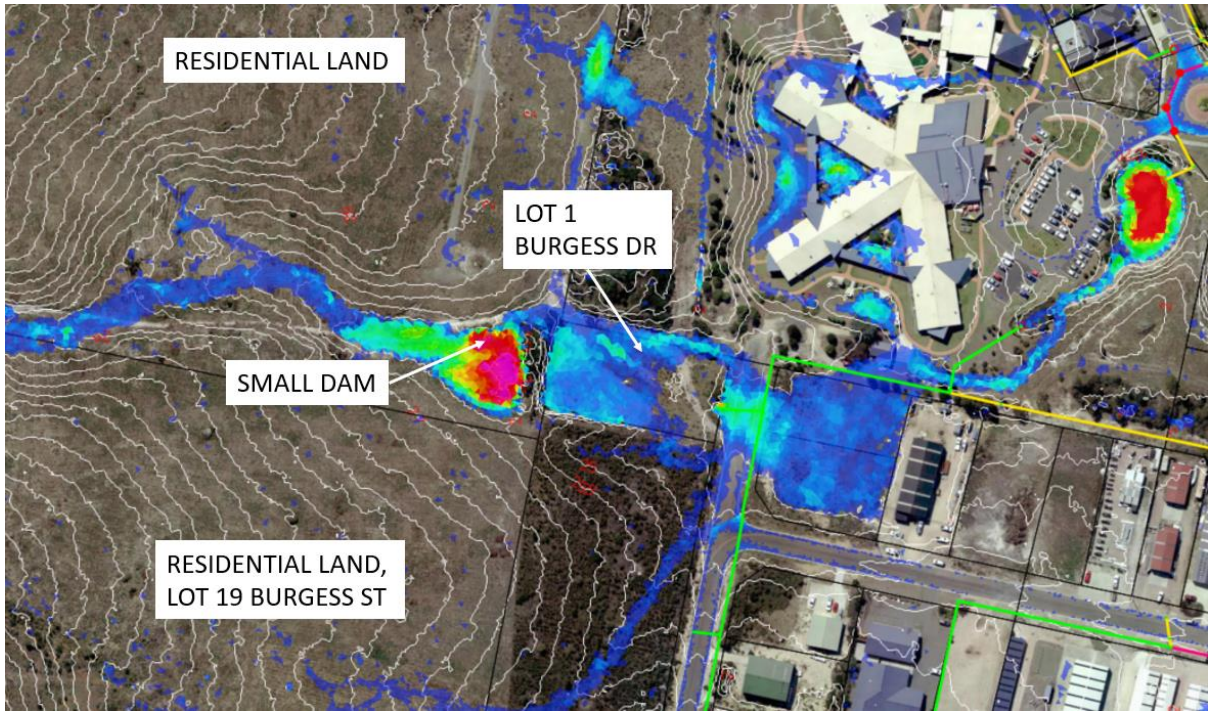 RESIDENTIAL LAND
LOT 1
BURGESS DR
SMALL DAM
RESIDENTIAL LAND,
LOT 19 BURGESS ST